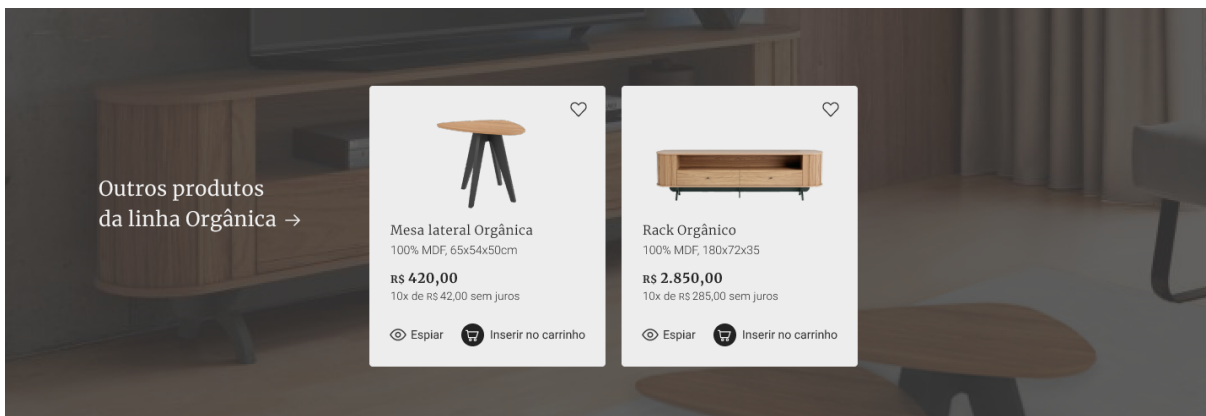 Outros produtos
da linha Orgânica →
Mesa lateral Orgânica
100% MDF, 65x54x50cm
R$ 420,00
10x de R$ 42,00 sem juros
Espiar
Inserir no carrinho
Rack Orgânico
100% MDF, 180x72x35
R$ 2.850,00
10x de R$ 285,00 sem juros
Espiar
Inserir no carrinho